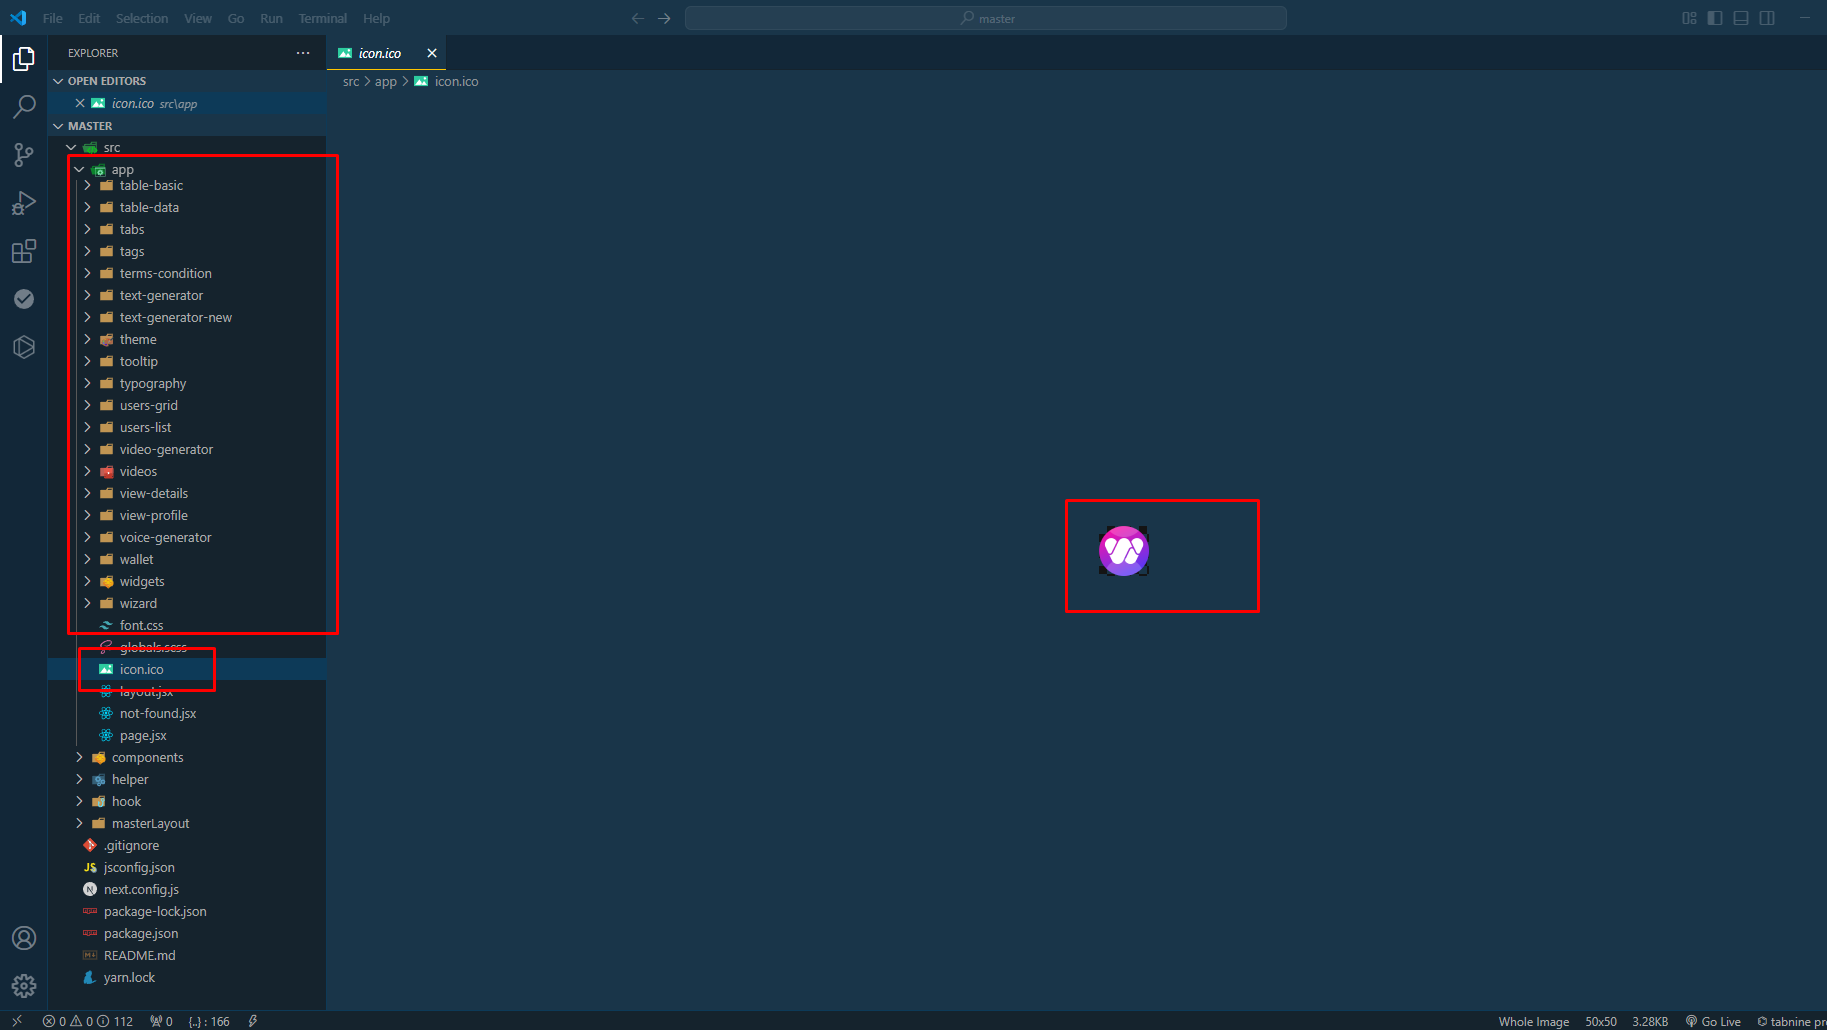 File Edit Selection View Go Run Terminal Help
master
EXPLORER
icon.ico
OPEN EDITORS
src > app > icon.ico
icon.ico src\app
MASTER
src
app
table-basic
table-data
tabs
tags
terms-condition
text-generator
text-generator-new
theme
tooltip
typography
users-grid
users-list
video-generator
videos
view-details
view-profile
voice-generator
wallet
widgets
wizard
font.css
globals.scss
icon.ico
layout.jsx
not-found.jsx
page.jsx
components
helper
hook
masterLayout
.gitignore
JS jsconfig.json
N next.config.js
package-lock.json
package.json
README.md
yarn.lock
0 0 112 0 {..} : 166 Whole Image 50x50 3.28KB Go Live tabnine pr